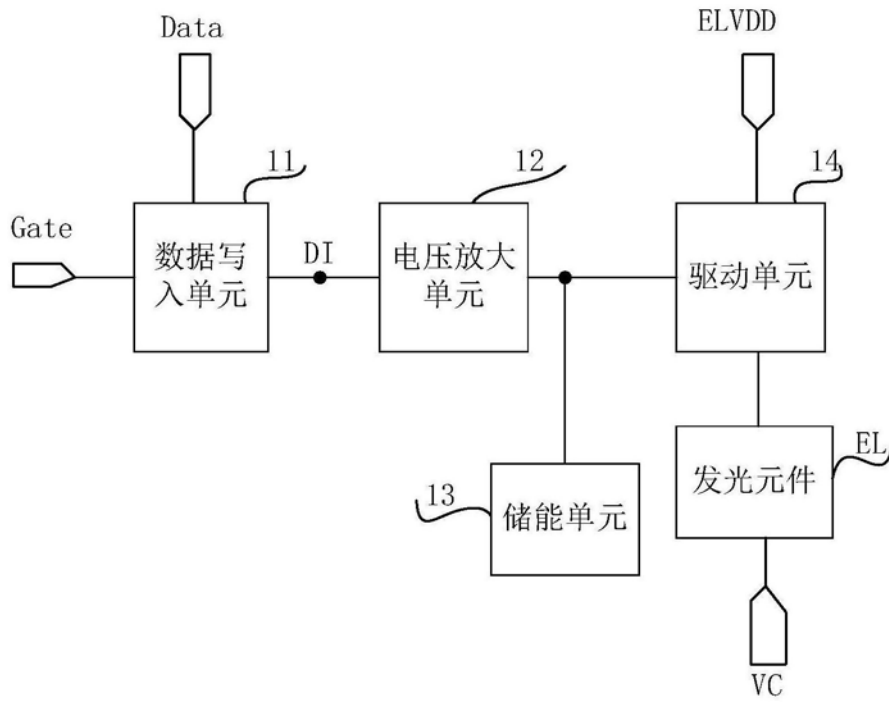 Data
ELVDD
11
12
14
Gate
数据写
入单元
DI
电压放大
单元
驱动单元
EL
13
储能单元
发光元件
VC